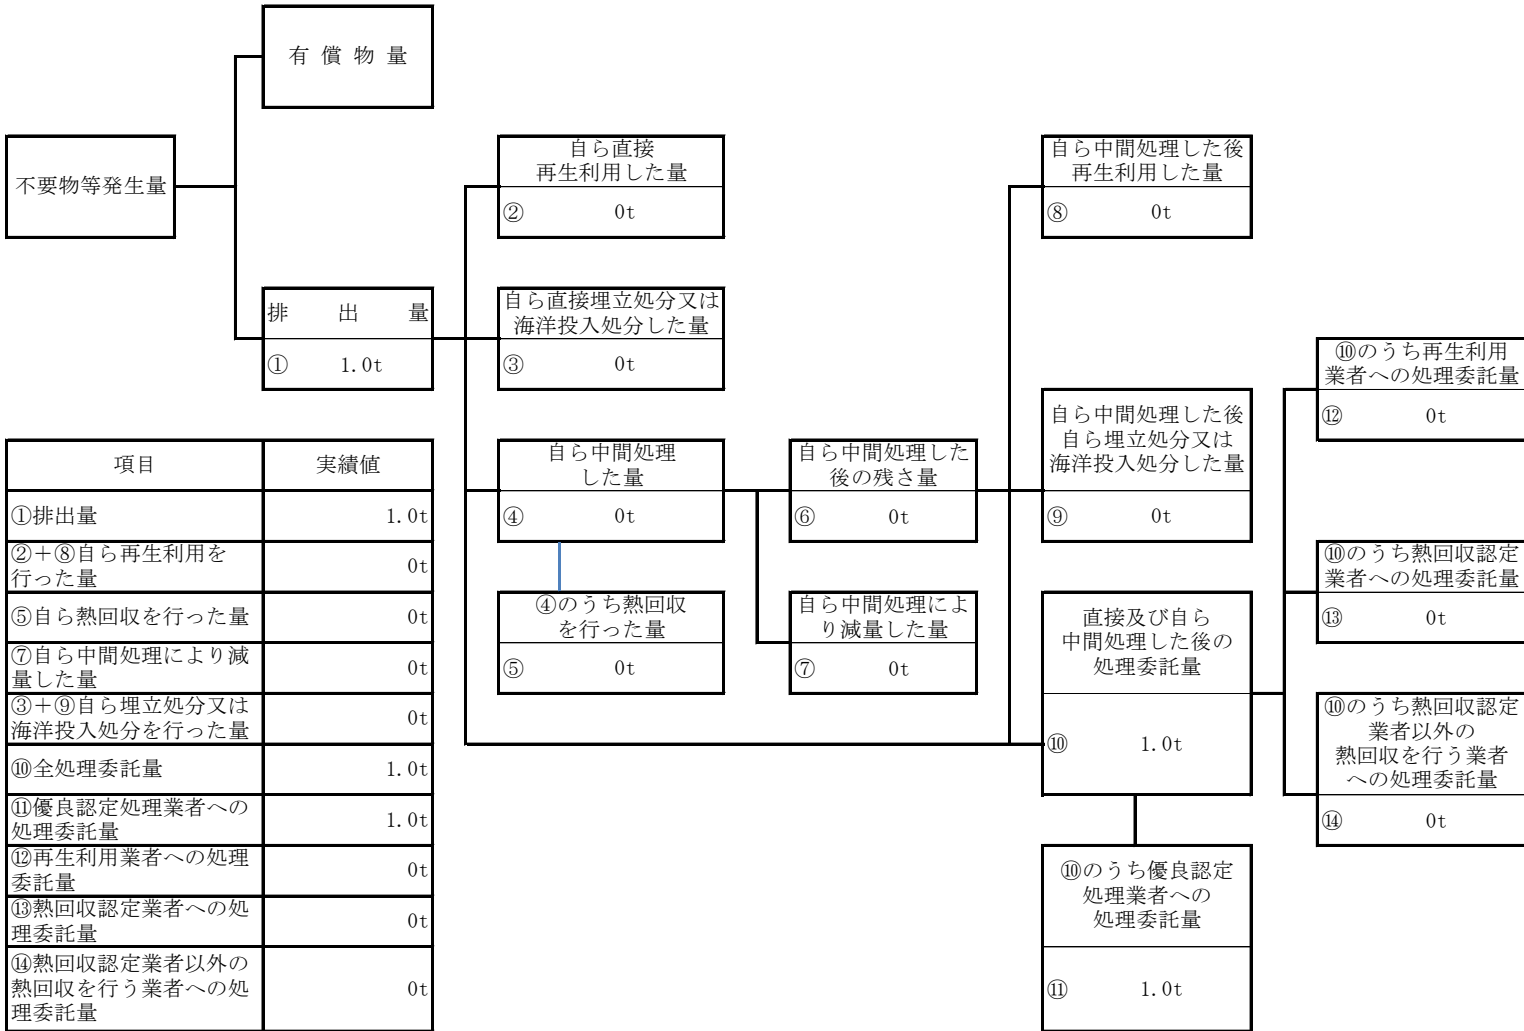 有償物量
不要物等発生量
排出量
① 1.0t
自ら直接
再生利用した量
② 0t
自ら直接埋立処分又は
海洋投入処分した量
③ 0t
自ら中間処理
した量
④ 0t
④のうち熱回収
を行った量
⑤ 0t
自ら中間処理した
後の残さ量
⑥ 0t
自ら中間処理によ
り減量した量
⑦ 0t
自ら中間処理した後
再生利用した量
⑧ 0t
自ら中間処理した後
自ら埋立処分又は
海洋投入処分した量
⑨ 0t
直接及び自ら
中間処理した後の
処理委託量
⑩ 1.0t
⑩のうち優良認定
処理業者への
処理委託量
⑪ 1.0t
⑩のうち再生利用
業者への処理委託量
⑫ 0t
⑩のうち熱回収認定
業者への処理委託量
⑬ 0t
⑩のうち熱回収認定
業者以外の
熱回収を行う業者
への処理委託量
⑭ 0t
項目 実績値
①排出量 1.0t
②＋⑧自ら再生利用を
行った量 0t
⑤自ら熱回収を行った量 0t
⑦自ら中間処理により減
量した量 0t
③＋⑨自ら埋立処分又は
海洋投入処分を行った量 0t
⑩全処理委託量 1.0t
⑪優良認定処理業者への
処理委託量 1.0t
⑫再生利用業者への処理
委託量 0t
⑬熱回収認定業者への処
理委託量 0t
⑭熱回収認定業者以外の
熱回収を行う業者への処
理委託量 0t